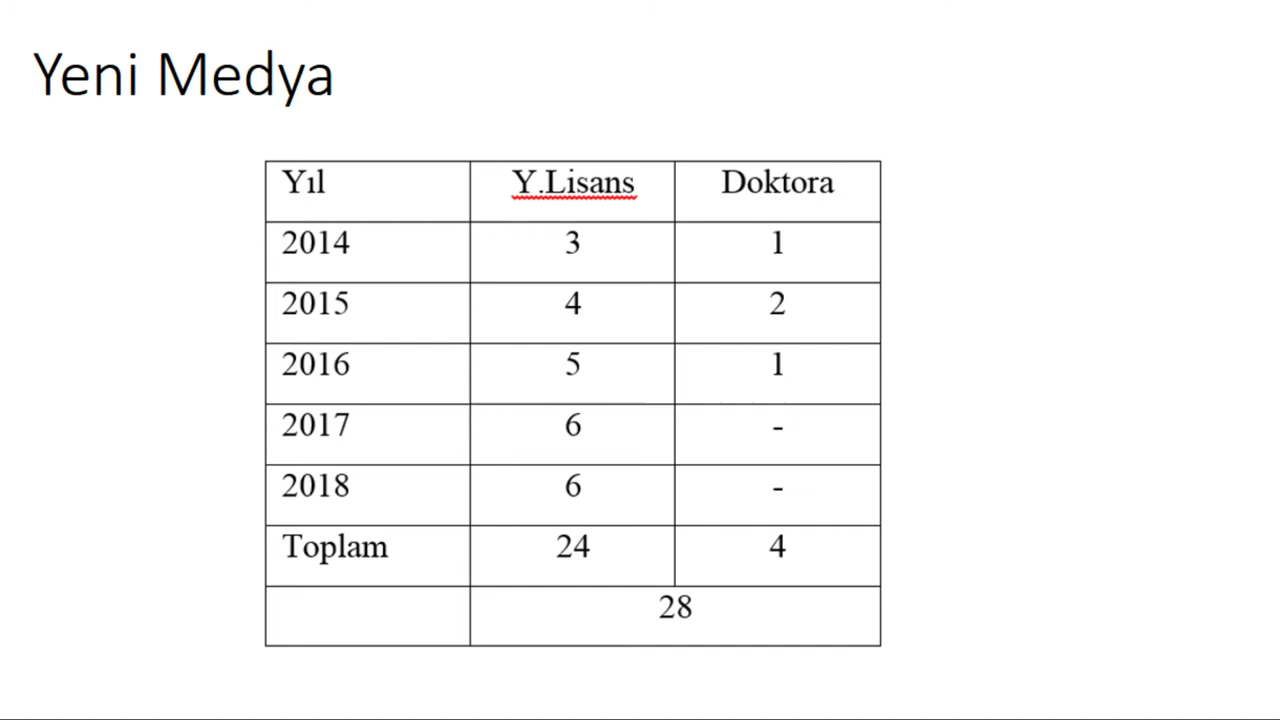 Yeni Medya
Yıl Y.Lisans Doktora
2014 3 1
2015 4 2
2016 5 1
2017 6 -
2018 6 -
Toplam 24 4
28